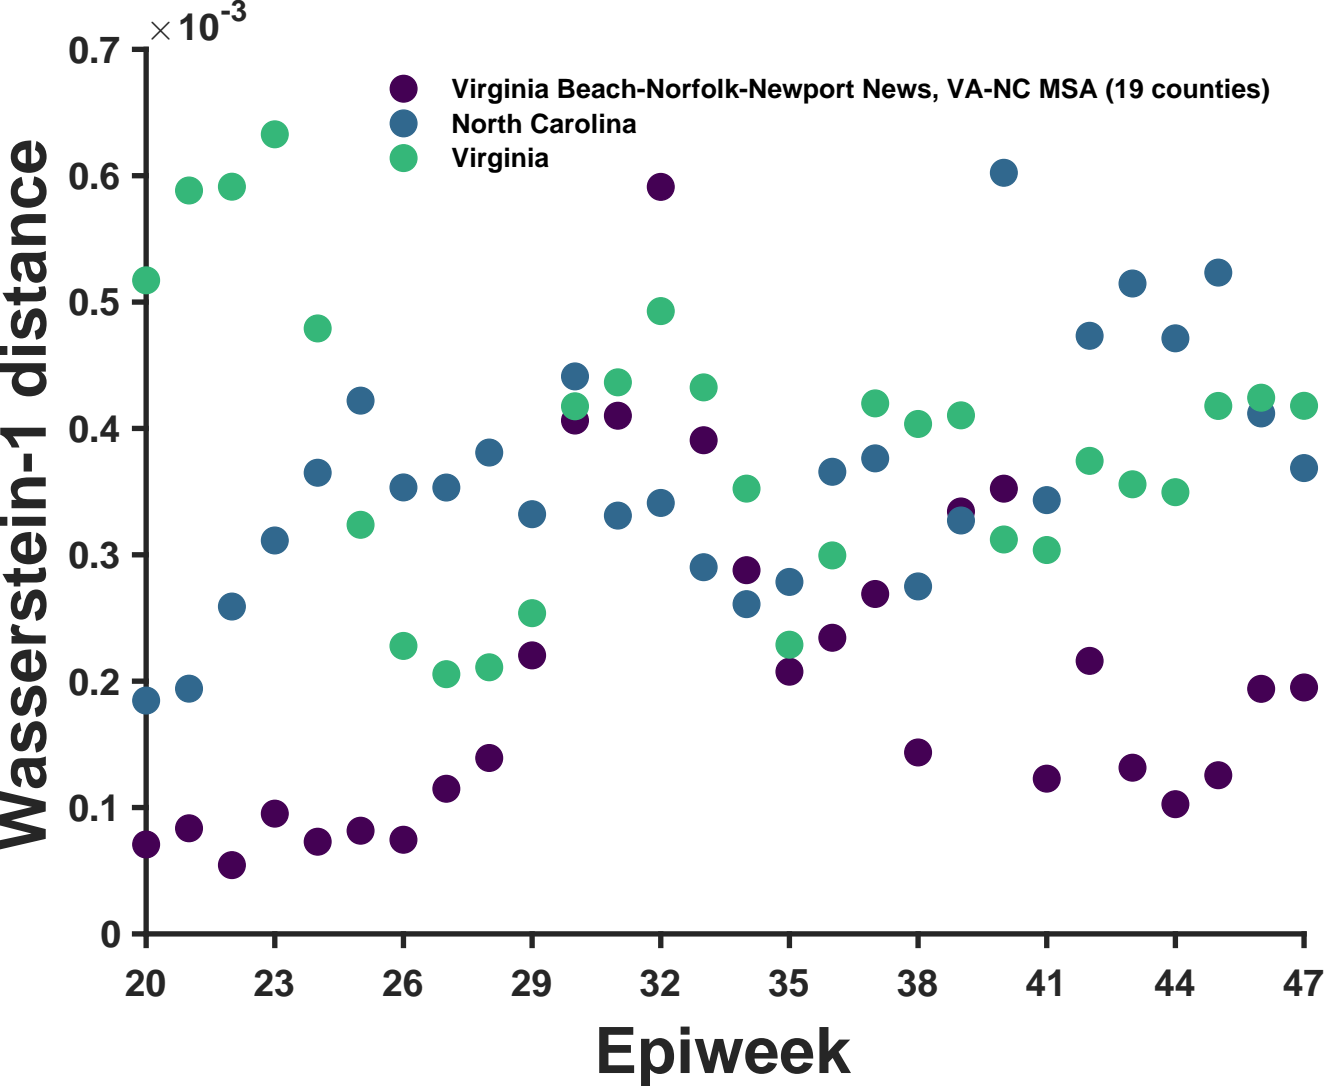 × 10-3
0.7
0.6
0.5
0.4
0.3
0.2
0.1
0
Wasserstein-1 distance
Virginia Beach-Norfolk-Newport News, VA-NC MSA (19 counties)
North Carolina
Virginia
20 23 26 29 32 35 38 41 44 47
Epiweek